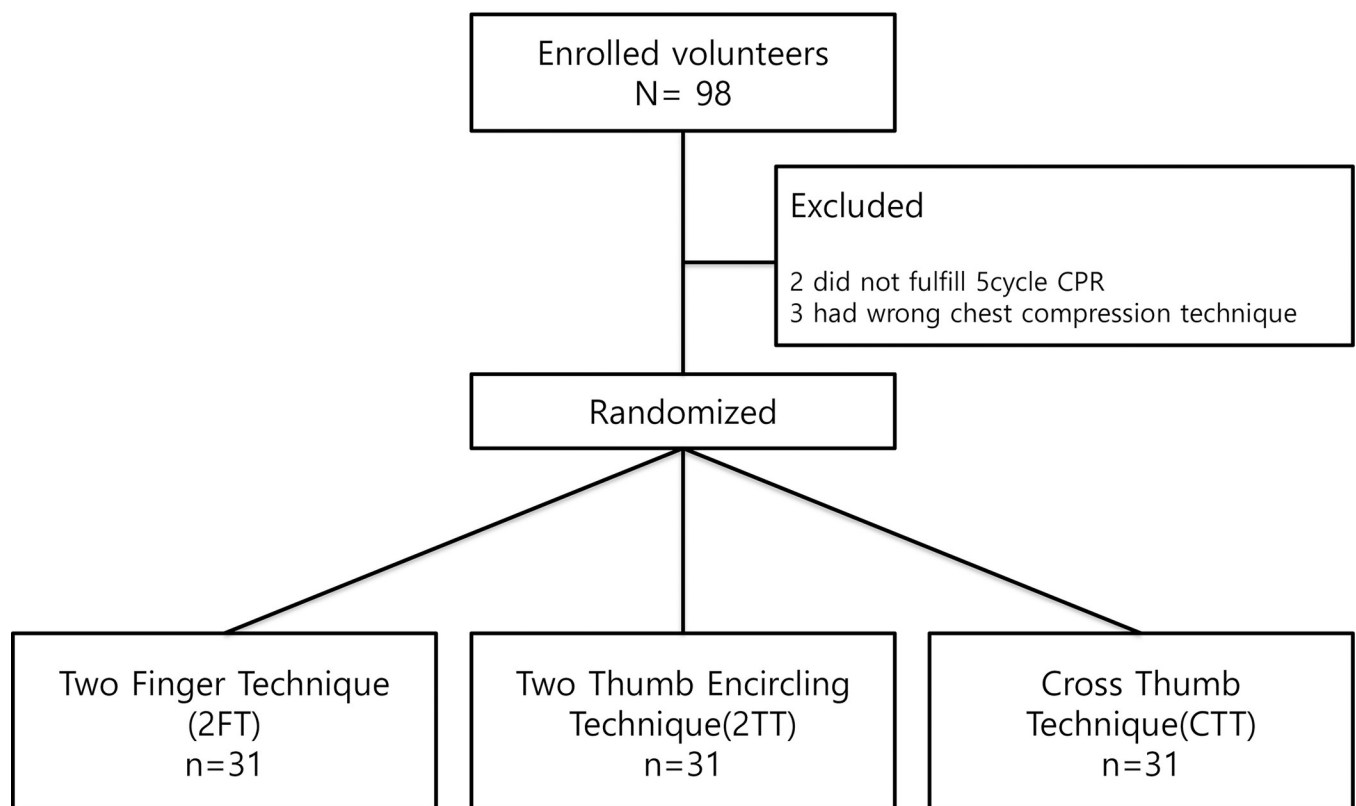 Enrolled volunteers
N= 98
Excluded
2 did not fulfill 5cycle CPR
3 had wrong chest compression technique
Randomized
Two Finger Technique
(2FT)
n=31
Two Thumb Encircling
Technique(2TT)
n=31
Cross Thumb
Technique(CTT)
n=31